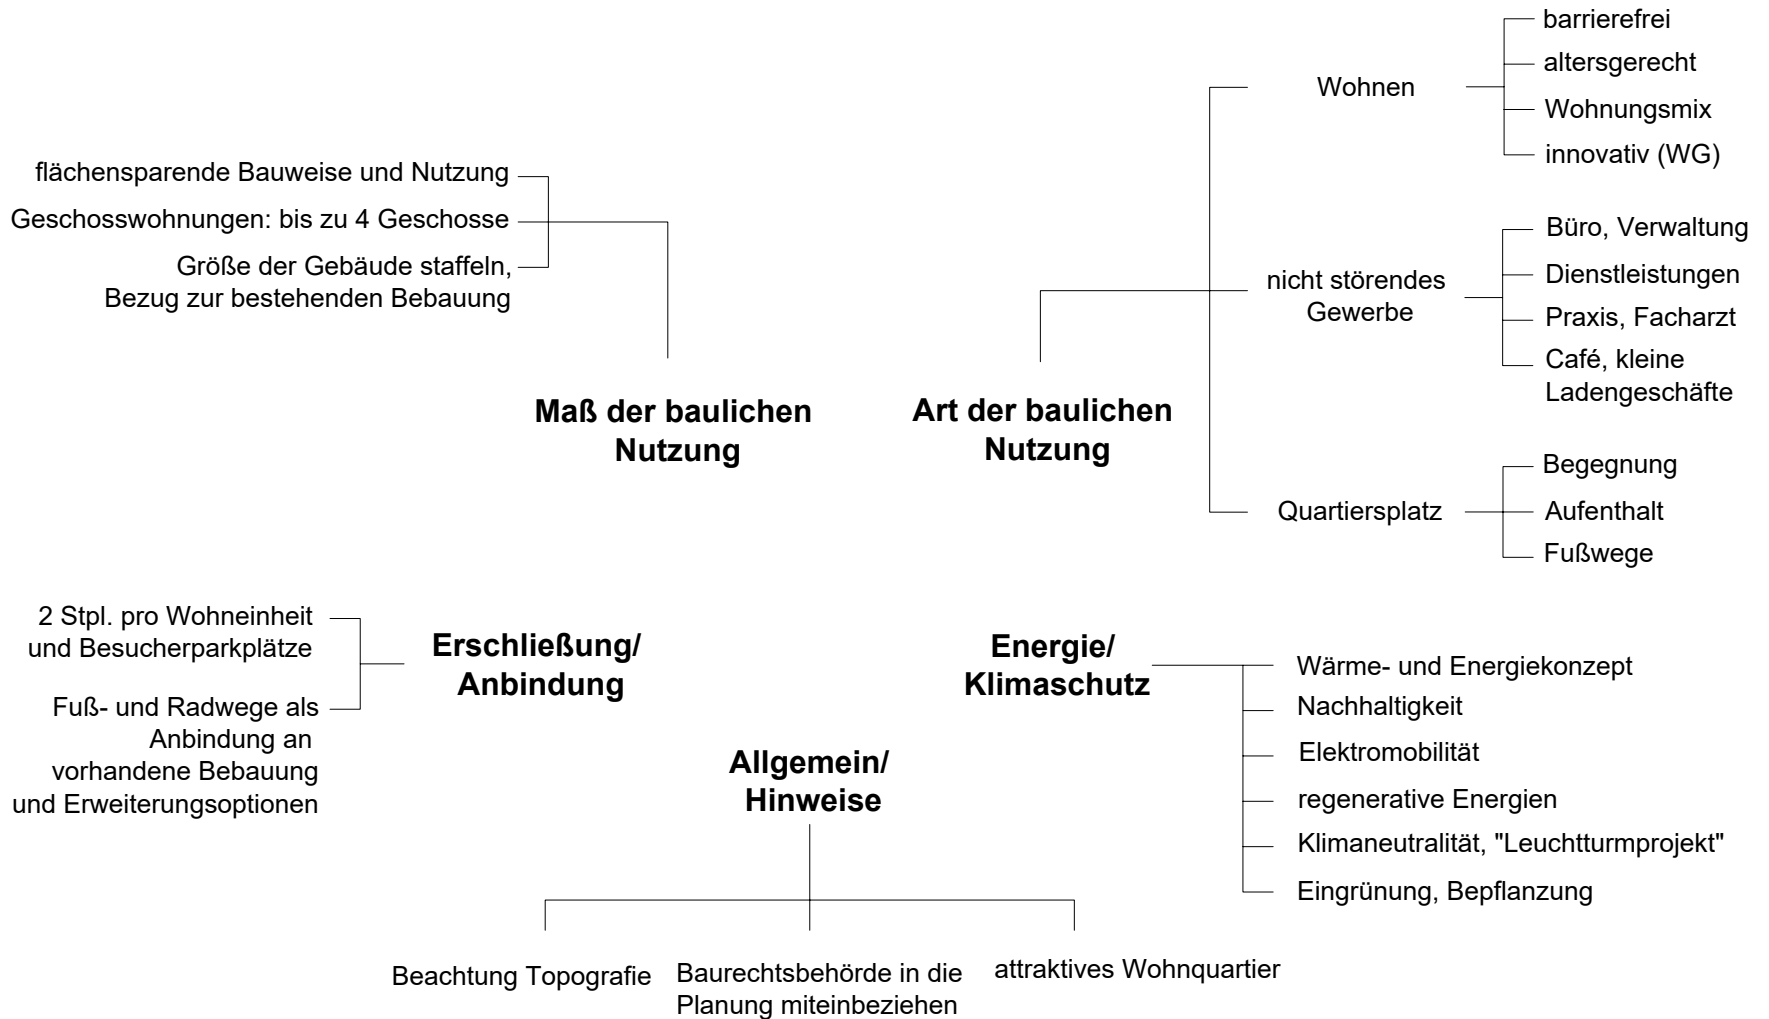 flächensparende Bauweise und Nutzung
Geschosswohnungen: bis zu 4 Geschosse
Größe der Gebäude staffeln,
Bezug zur bestehenden Bebauung
Maß der baulichen
Nutzung
Art der baulichen
Nutzung
Wohnen
barrierefrei
altersgerecht
Wohnungsmix
innovativ (WG)
nicht störendes
Gewerbe
Büro, Verwaltung
Dienstleistungen
Praxis, Facharzt
Café, kleine
Ladengeschäfte
Quartiersplatz
Begegnung
Aufenthalt
Fußwege
2 Stpl. pro Wohneinheit
und Besucherparkplätze
Fuß- und Radwege als
Anbindung an
vorhandene Bebauung
und Erweiterungsoptionen
Erschließung/
Anbindung
Energie/
Klimaschutz
Wärme- und Energiekonzept
Nachhaltigkeit
Elektromobilität
regenerative Energien
Klimaneutralität, "Leuchtturmprojekt"
Eingrünung, Bepflanzung
Allgemein/
Hinweise
Beachtung Topografie
Baurechtsbehörde in die
Planung miteinbeziehen
attraktives Wohnquartier